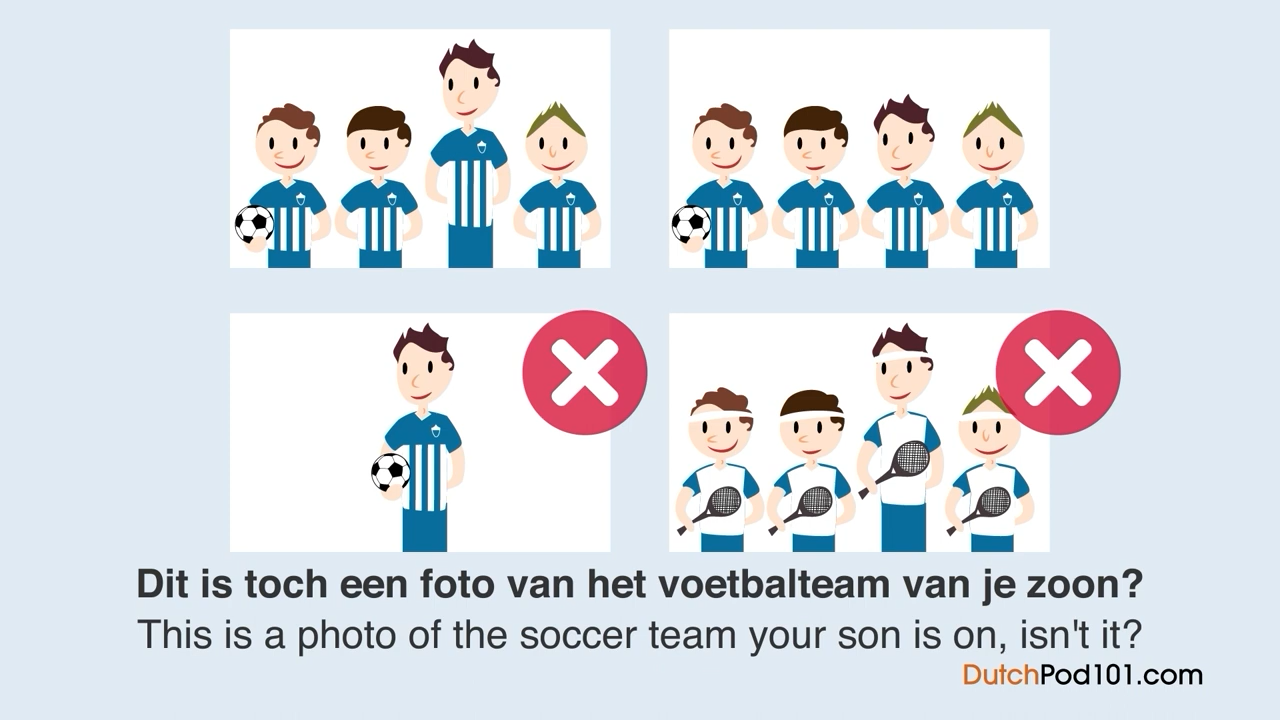 Dit is toch een foto van het voetbalteam van je zoon?
This is a photo of the soccer team your son is on, isn't it?
DutchPod101.com